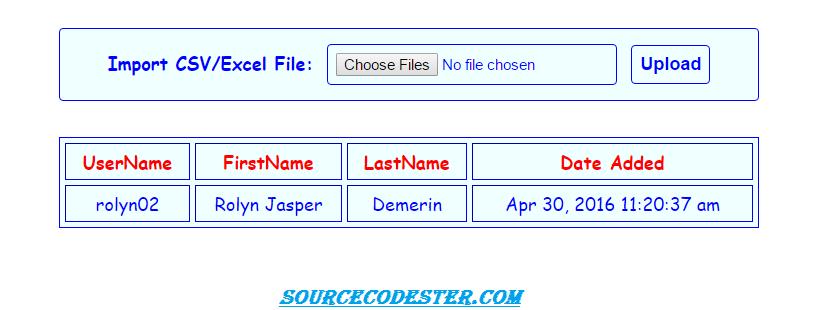 Import CSV/Excel File: Choose Files No file chosen Upload
UserName FirstName LastName Date Added
rolyn02 Rolyn Jasper Demerin Apr 30, 2016 11:20:37 am
SOURCECODESTER.COM